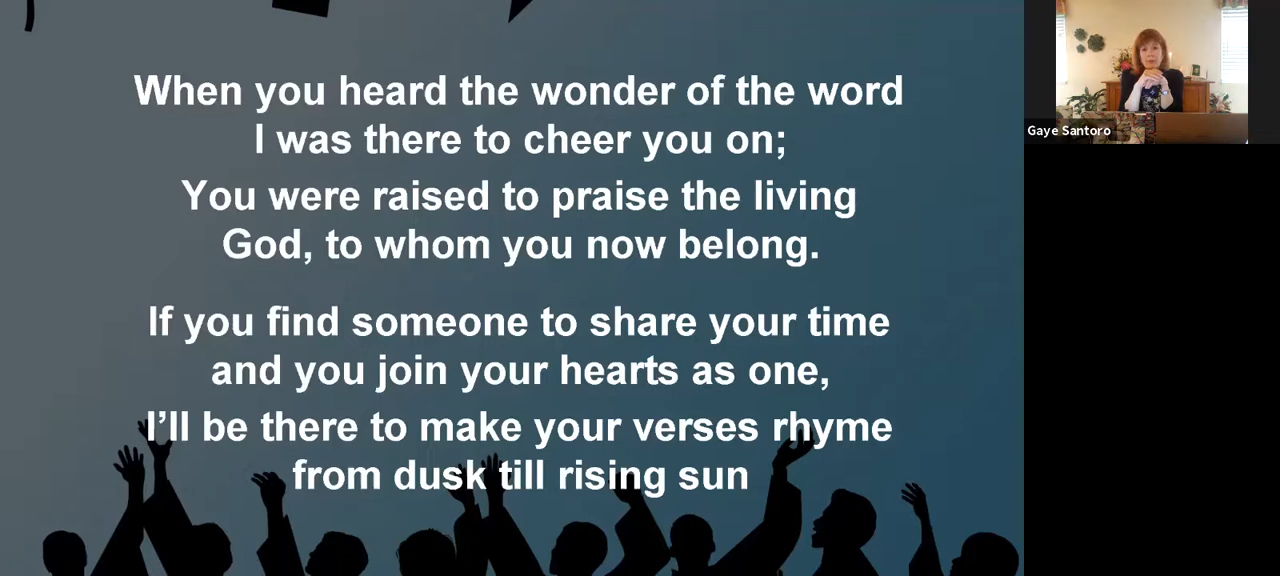 When you heard the wonder of the word
I was there to cheer you on;
You were raised to praise the living
God, to whom you now belong.
If you find someone to share your time
and you join your hearts as one,
I’ll be there to make your verses rhyme
from dusk till rising sun
Gaye Santoro